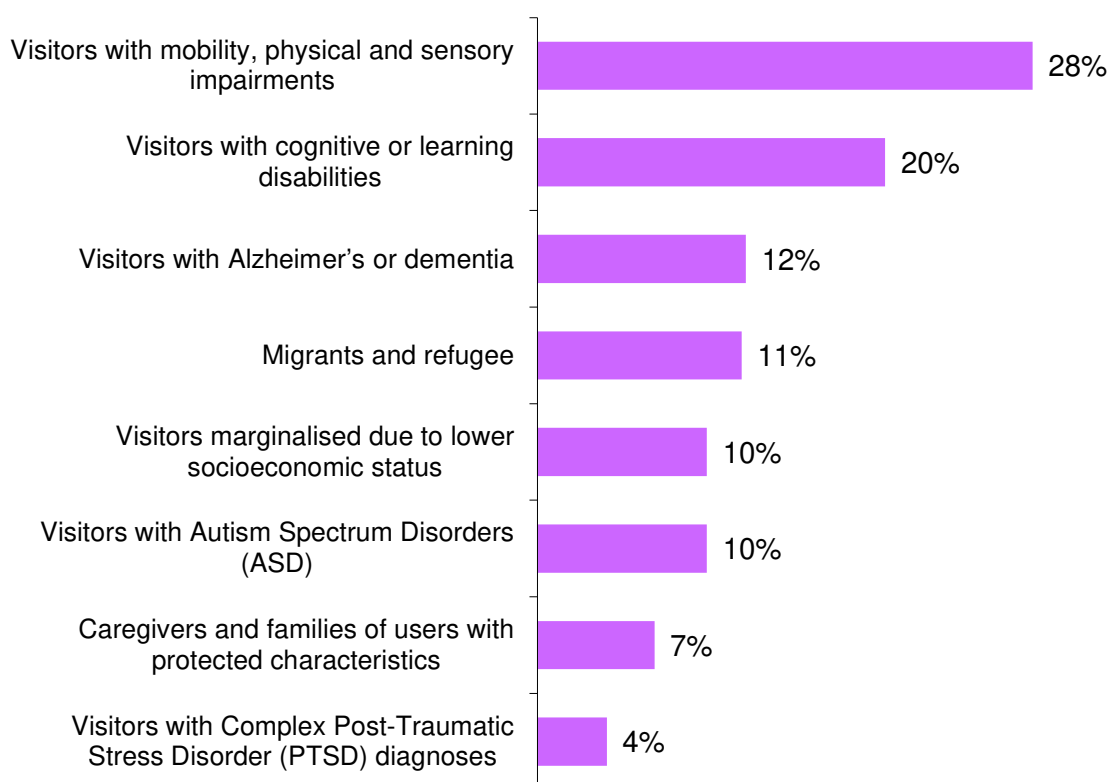 Visitors with mobility, physical and sensory
impairments
28%
Visitors with cognitive or learning
disabilities
20%
Visitors with Alzheimer’s or dementia
12%
Migrants and refugee
11%
Visitors marginalised due to lower
socioeconomic status
10%
Visitors with Autism Spectrum Disorders
(ASD)
10%
Caregivers and families of users with
protected characteristics
7%
Visitors with Complex Post-Traumatic
Stress Disorder (PTSD) diagnoses
4%